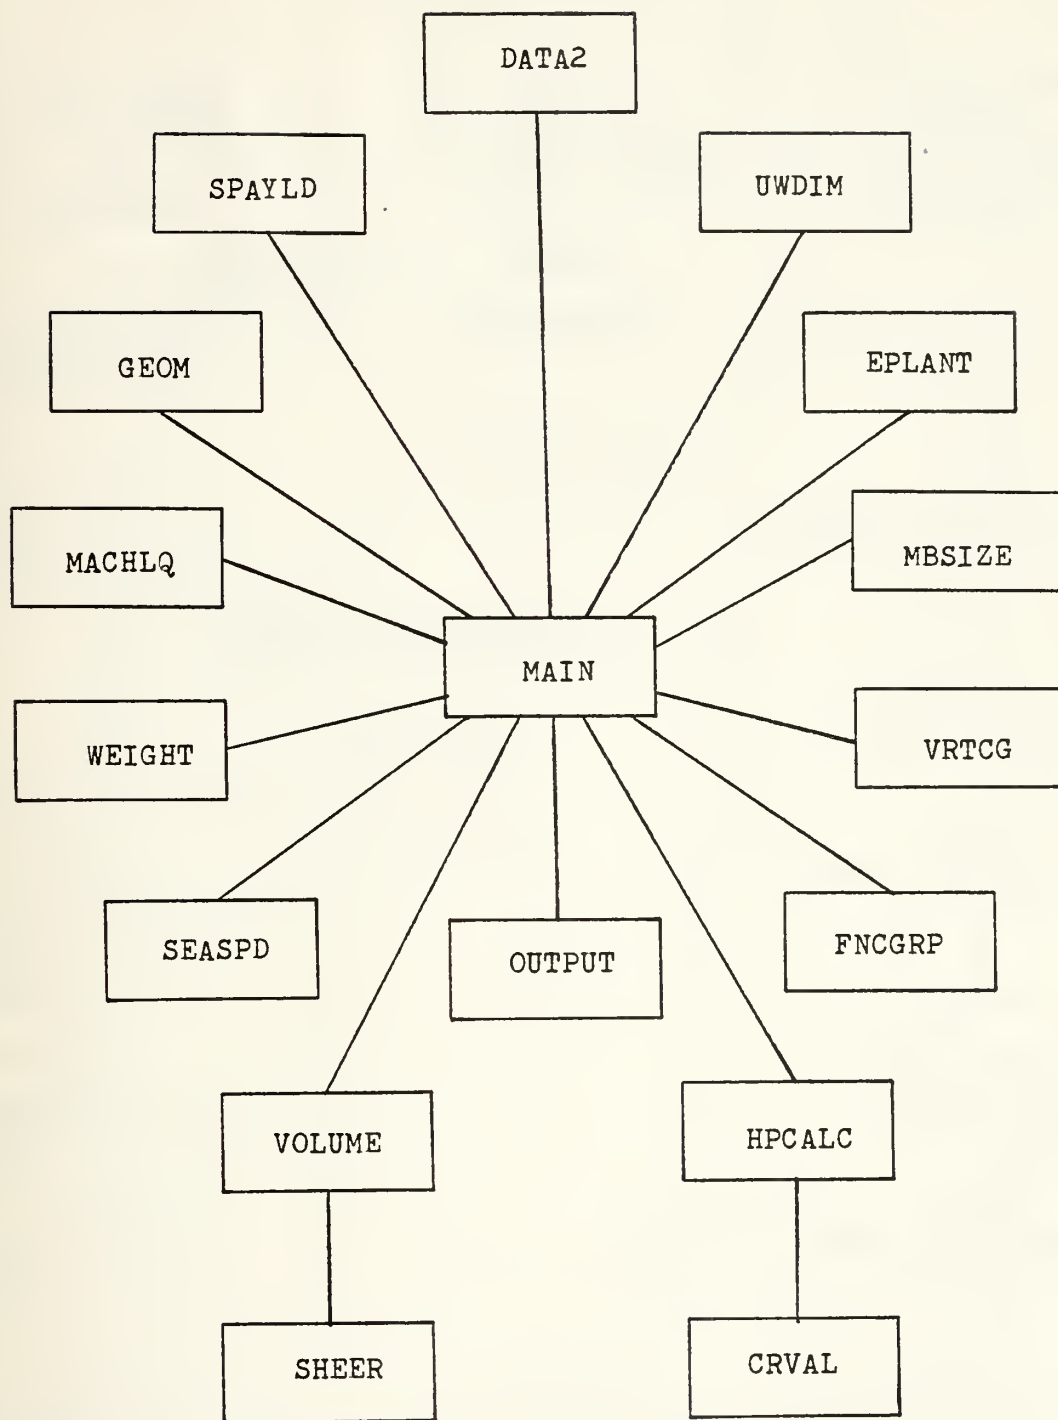 DATA2
SPAYLD
UWDIM
GEOM
EPLANT
MACHLQ
MBSIZE
MAIN
WEIGHT
VRTCG
SEASPD
OUTPUT
FNCGRP
VOLUME
HPCALC
SHEER
CRVAL